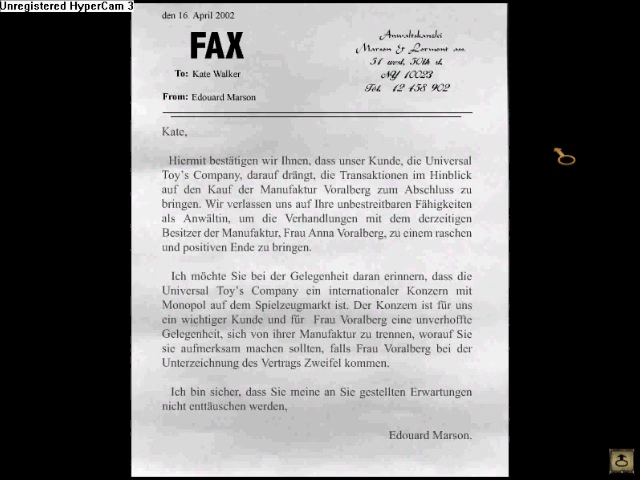 Unregistered HyperCam 3
den 16. April 2002
FAX
To: Kate Walker
From: Edouard Marson
Anwaltskanzlei
Marson & Lormont
51 west, 50th st.
NY 10023
Tél. 12 458 902
Kate,
Hiermit bestätigen wir Ihnen, dass unser Kunde, die Universal
Toy's Company, darauf drängt, die Transaktionen im Hinblick
auf den Kauf der Manufaktur Voralberg zum Abschluss zu
bringen. Wir verlassen uns auf Ihre unbestreitbaren Fähigkeiten
als Anwältin, um die Verhandlungen mit dem derzeitigen
Besitzer der Manufaktur, Frau Anna Voralberg, zu einem raschen
und positiven Ende zu bringen.
Ich möchte Sie bei der Gelegenheit daran erinnern, dass die
Universal Toy's Company ein internationaler Konzern mit
Monopol auf dem Spielzeugmarkt ist. Der Konzern ist für uns
ein wichtiger Kunde und für Frau Voralberg eine unverhoffte
Gelegenheit, sich von ihrer Manufaktur zu trennen, worauf Sie
sie aufmerksam machen sollten, falls Frau Voralberg bei der
Unterzeichnung des Vertrags Zweifel kommen.
Ich bin sicher, dass Sie meine an Sie gestellten Erwartungen
nicht enttäuschen werden,
Edouard Marson.